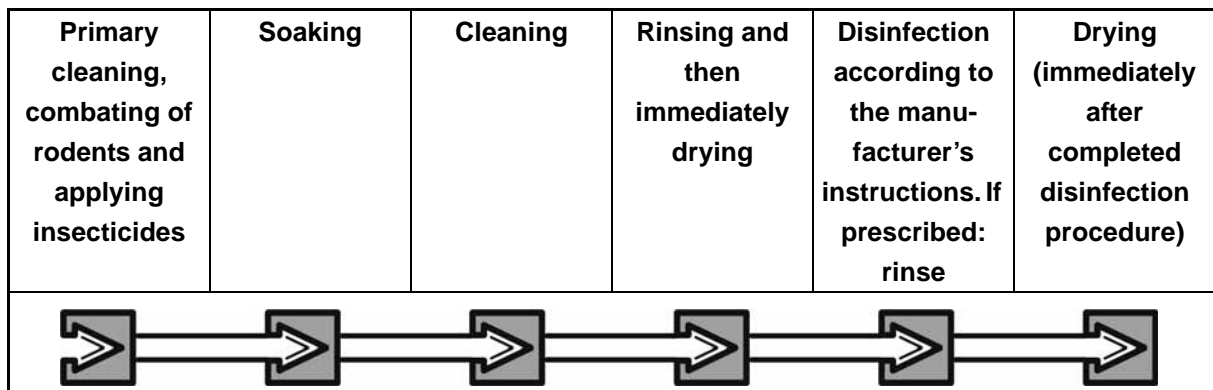 Primary
cleaning,
combating of
rodents and
applying
insecticides
Soaking
Cleaning
Rinsing and
then
immediately
drying
Disinfection
according to
the manu-
facturer’s
instructions. If
prescribed:
rinse
Drying
(immediately
after
completed
disinfection
procedure)